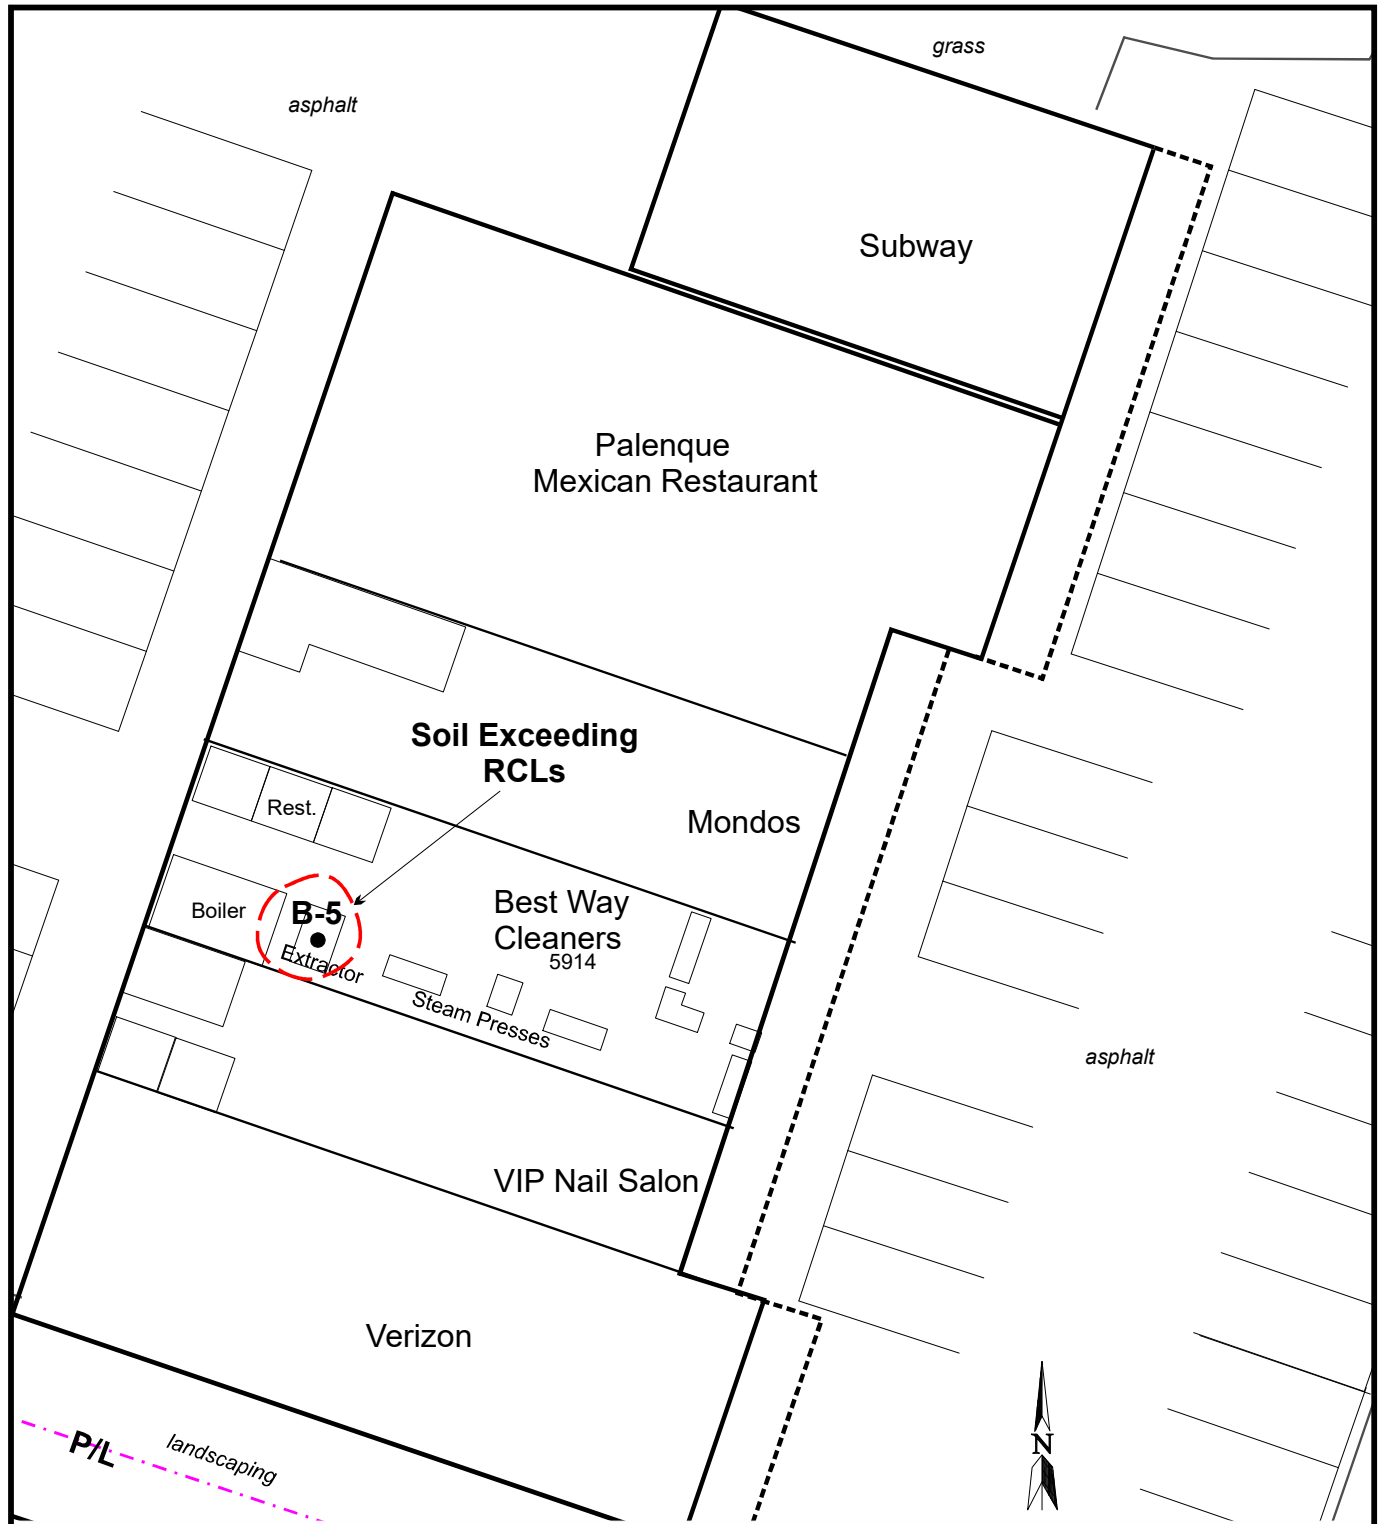 grass
asphalt
Subway
Palenque
Mexican Restaurant
Soil Exceeding
RCLs
Rest.
Mondos
Boiler
B-5
Extractor
Best Way
Cleaners
5914
Steam Presses
asphalt
VIP Nail Salon
Verizon
P/L
landscaping
N